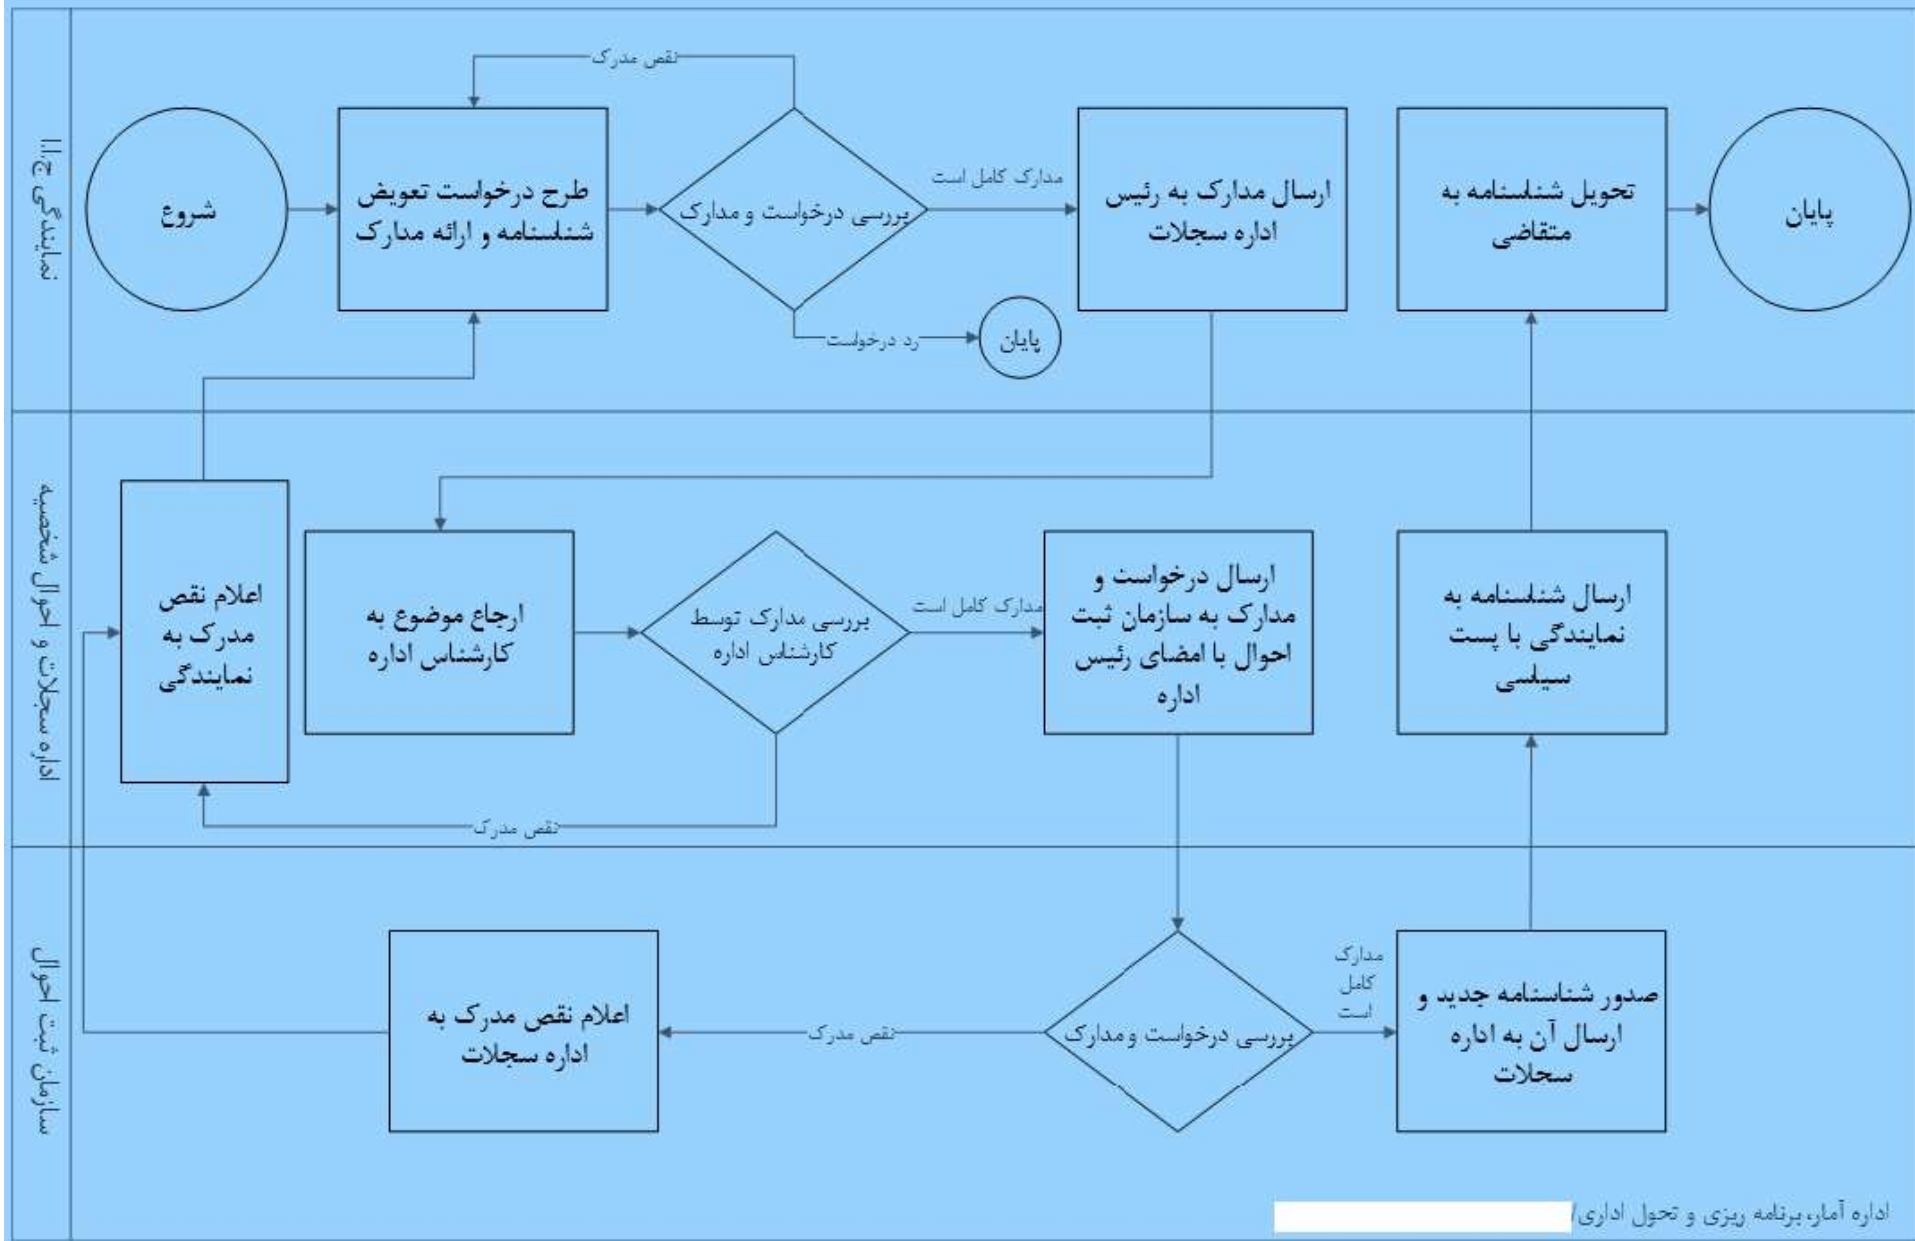 نمایندگی ج.ا.ا
شروع
طرح درخواست تعویض
شناسنامه و ارائه مدارک
نقص مدرک
بررسی درخواست و مدارک
مدارک کامل است
رد درخواست
پایان
ارسال مدارک به رئیس
اداره سجلات
تحویل شناسنامه به
متقاضی
پایان
اداره سجلات و احوال شخصیه
اعلام نقص
مدرک به
نمایندگی
ارجاع موضوع به
کارشناس اداره
بررسی مدارک توسط
کارشناس اداره
مدارک کامل است
نقص مدرک
ارسال درخواست و
مدارک به سازمان ثبت
احوال با امضای رئیس
اداره
ارسال شناسنامه به
نمایندگی با پست
سیاسی
سازمان ثبت احوال
اعلام نقص مدرک به
اداره سجلات
نقص مدرک
بررسی درخواست و مدارک
مدارک
کامل
است
صدور شناسنامه جدید و
ارسال آن به اداره
سجلات
اداره آمار، برنامه ریزی و تحول اداری/